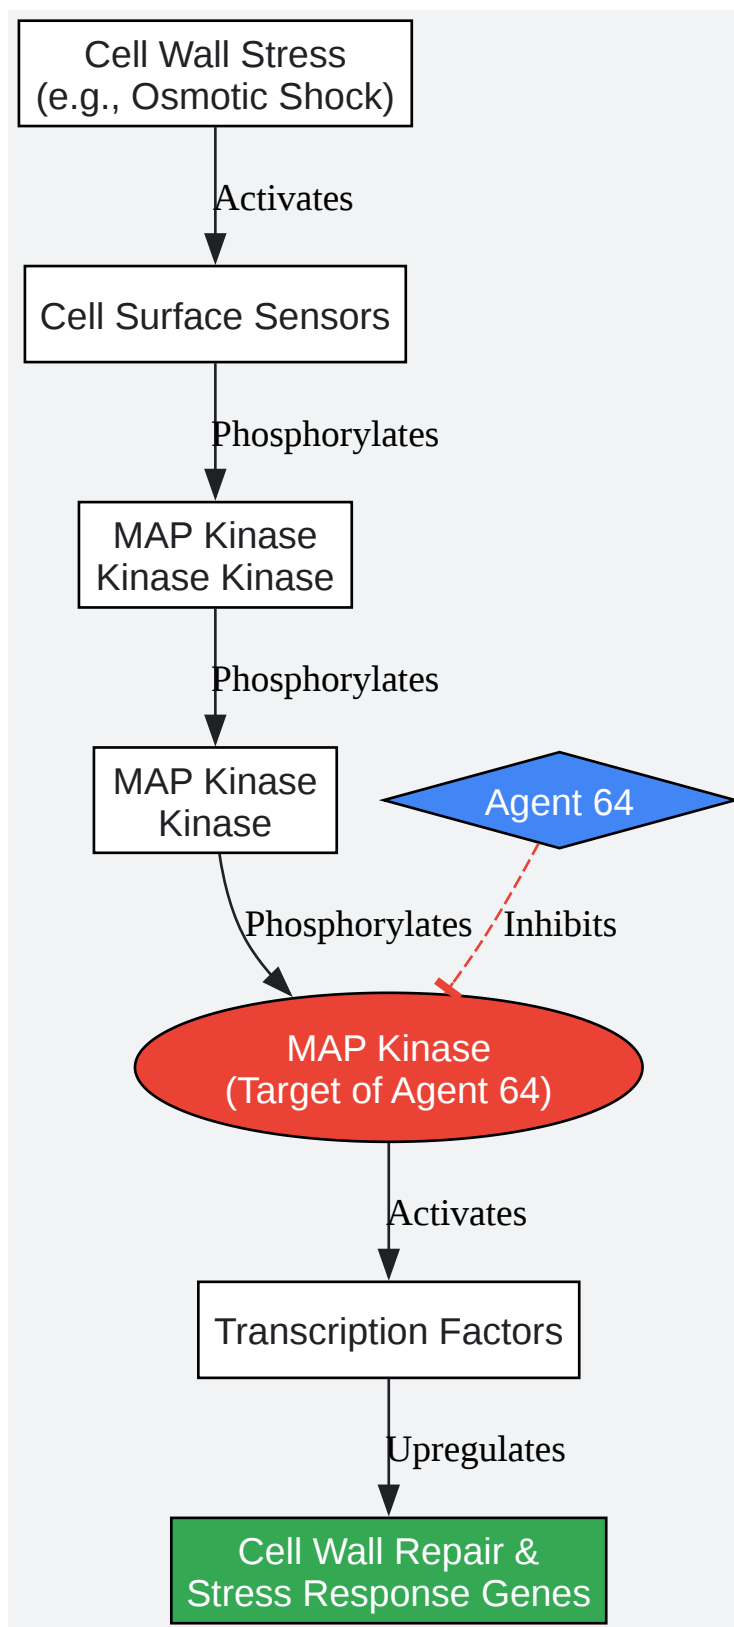 Cell Wall Stress
(e.g., Osmotic Shock)
Activates
Cell Surface Sensors
Phosphorylates
MAP Kinase
Kinase Kinase
Phosphorylates
MAP Kinase
Kinase
Agent 64
Phosphorylates
Inhibits
MAP Kinase
(Target of Agent 64)
Activates
Transcription Factors
Upregulates
Cell Wall Repair &
Stress Response Genes